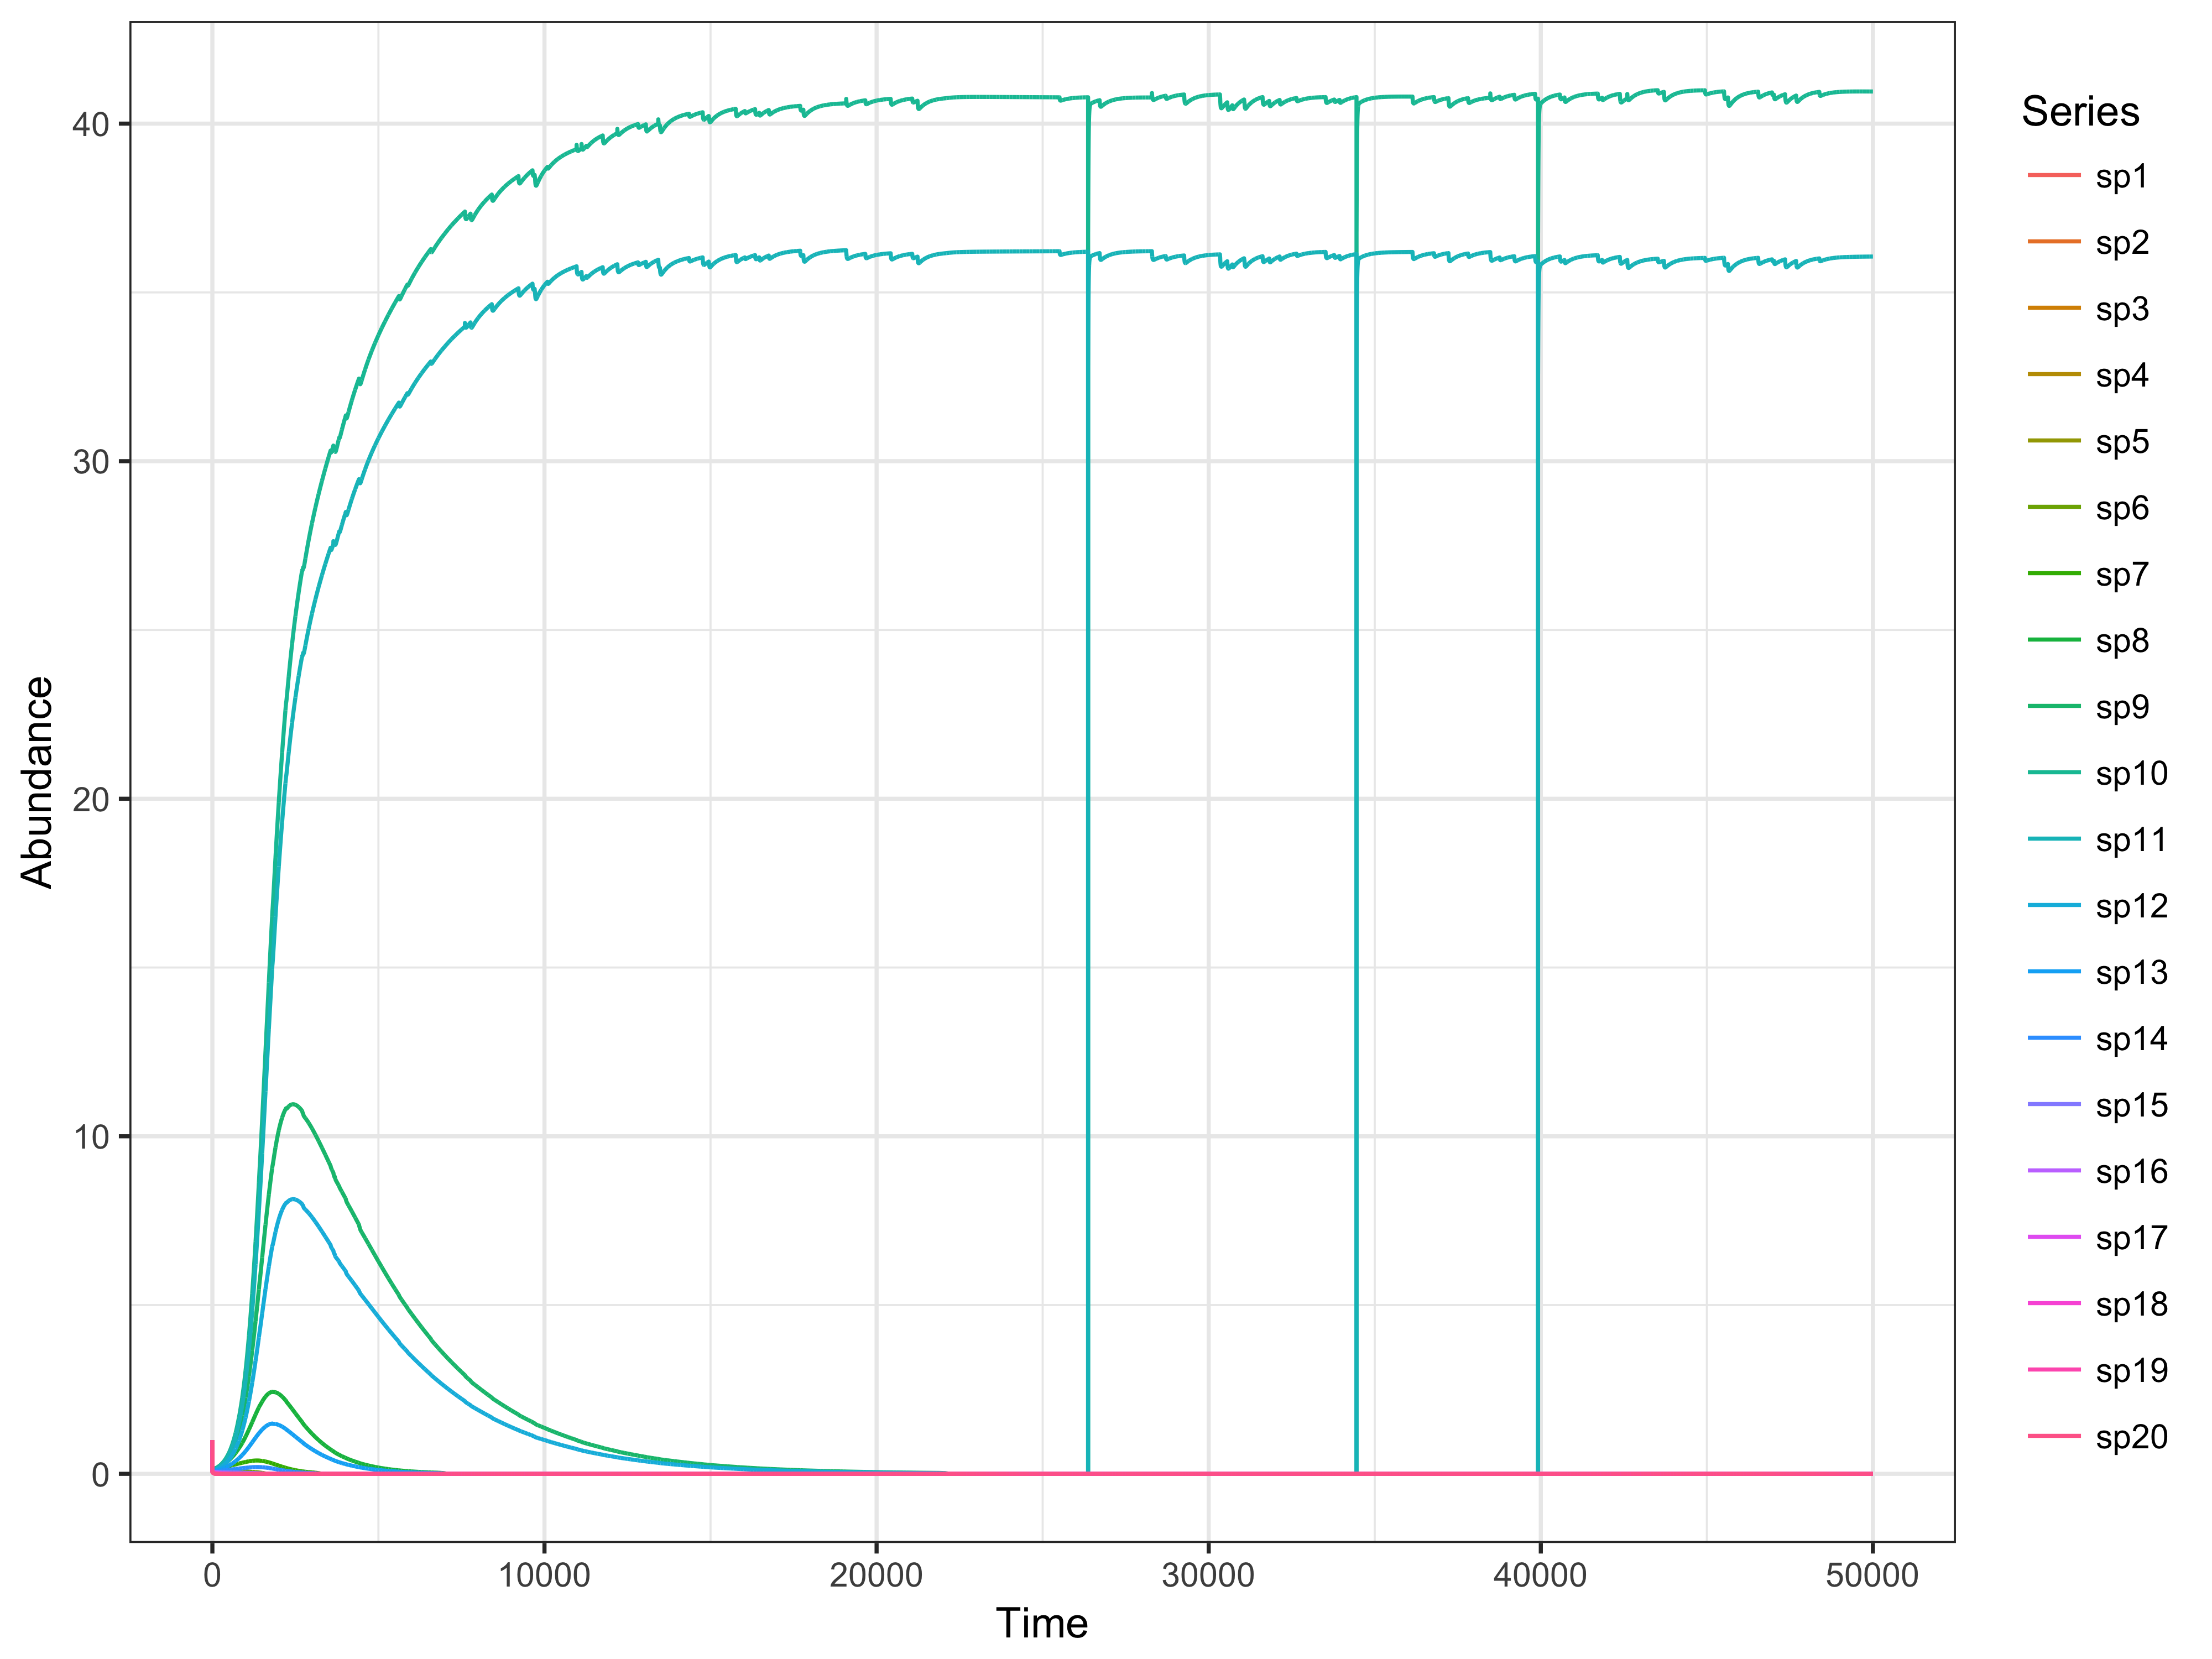 40
30
20
10
0
Abundance
0 10000 20000 30000 40000 50000
Time
Series
sp1
sp2
sp3
sp4
sp5
sp6
sp7
sp8
sp9
sp10
sp11
sp12
sp13
sp14
sp15
sp16
sp17
sp18
sp19
sp20